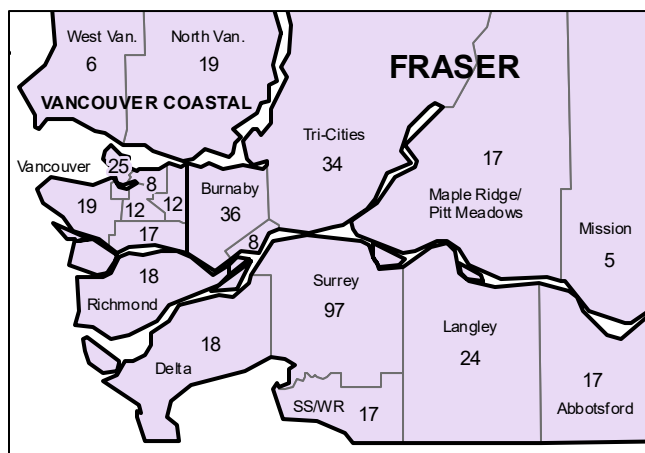 West Van.
North Van.
6
19
FRASER
VANCOUVER COASTAL
Tri-Cities
34
Vancouver
25
8
17
Burnaby
Maple Ridge/
Pitt Meadows
19
12
12
36
17
8
Mission
5
18
Richmond
Surrey
97
Langley
24
18
Delta
17
Abbotsford
SS/WR
17